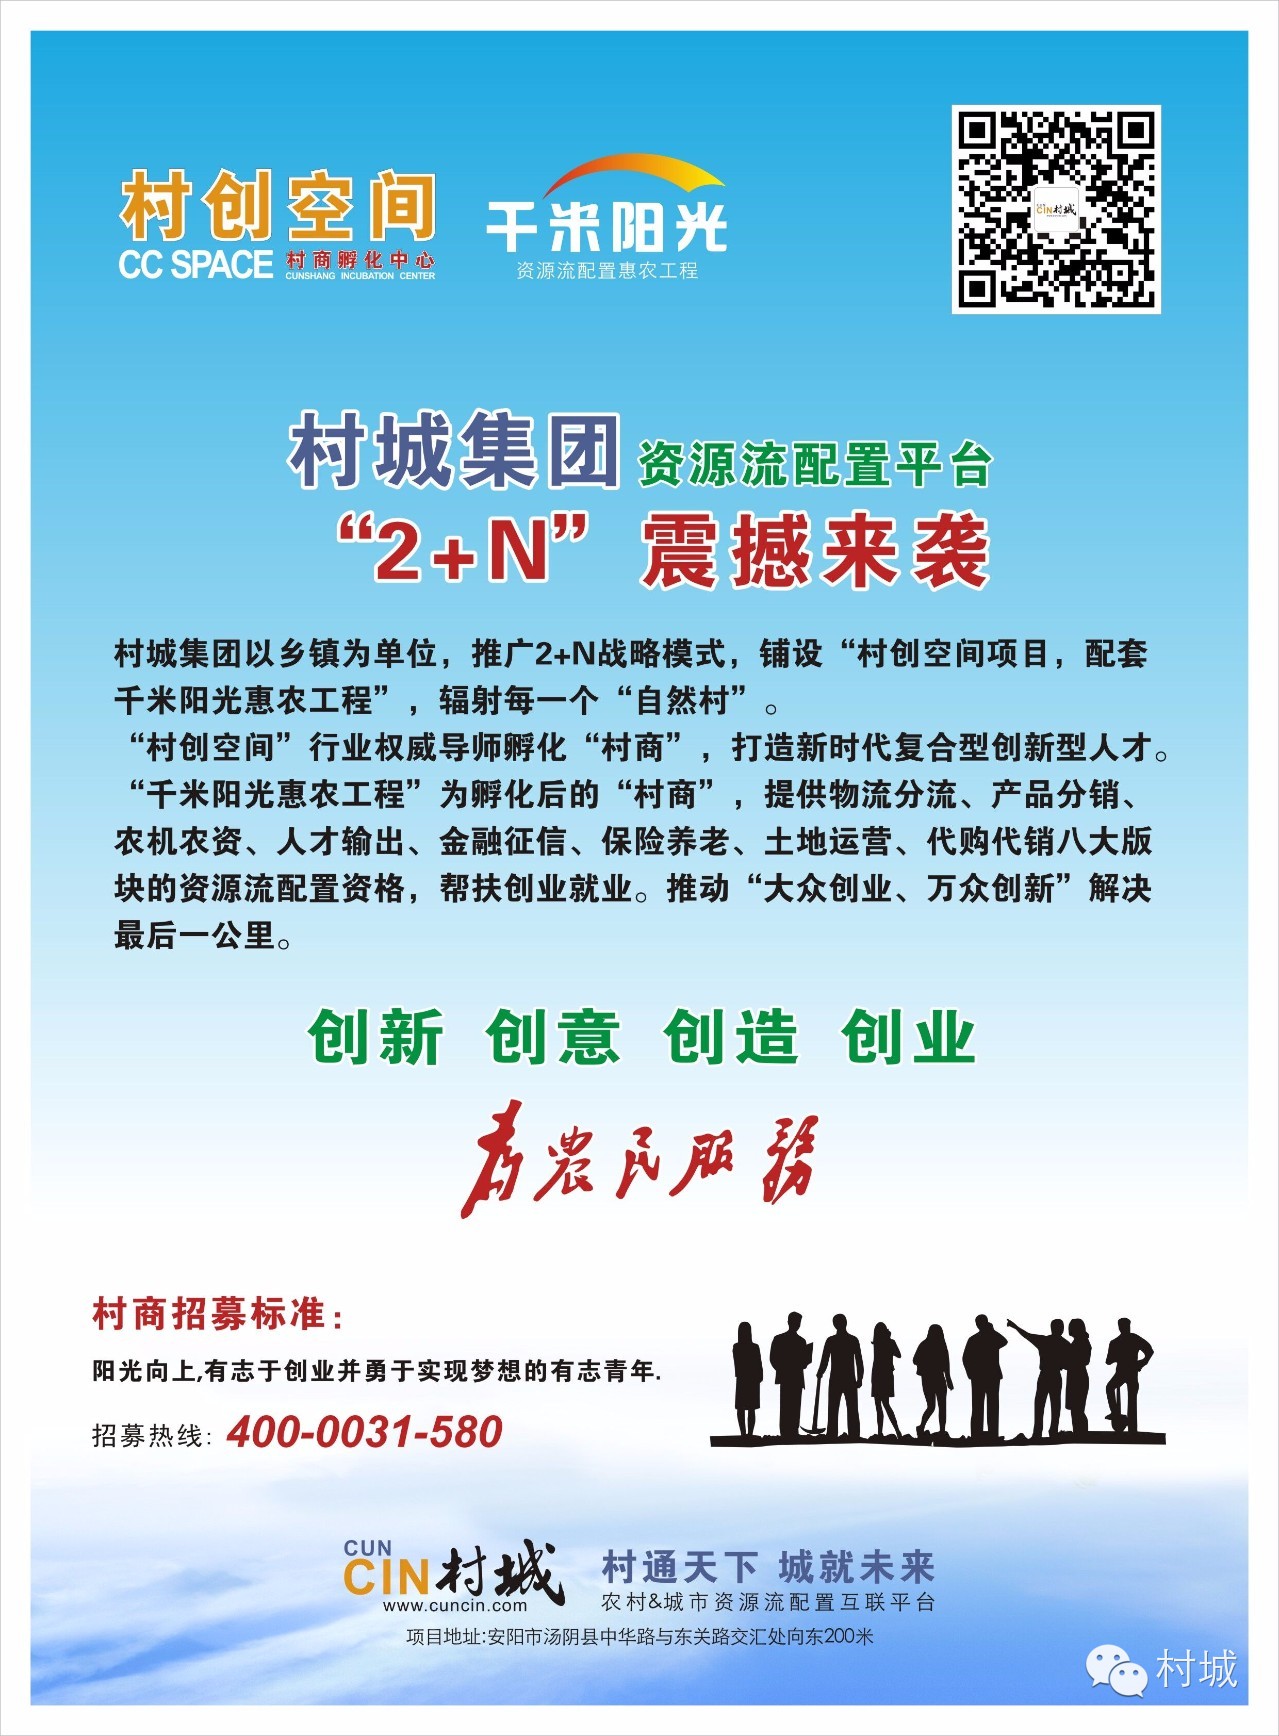 村创空间
CC SPACE
村商孵化中心
CUNSHANG INCUBATION CENTER
千米阳光
资源流配置惠农工程
CUN
CIN村城
村城集团 资源流配置平台
“2+N”震撼来袭
村城集团以乡镇为单位，推广2+N战略模式，铺设“村创空间项目，配套
千米阳光惠农工程”，辐射每一个“自然村”。
“村创空间”行业权威导师孵化“村商”，打造新时代复合型创新型人才。
“千米阳光惠农工程”为孵化后的“村商”，提供物流分流、产品分销、
农机农资、人才输出、金融征信、保险养老、土地运营、代购代销八大版
块的资源流配置资格，帮扶创业就业。推动“大众创业、万众创新”解决
最后一公里。
创新 创意 创造 创业
为農民服務
村商招募标准：
阳光向上,有志于创业并勇于实现梦想的有志青年.
招募热线: 400-0031-580
CUN
CIN村城
www.cuncin.com
村通天下 城就未来
农村&城市资源流配置互联平台
项目地址:安阳市汤阴县中华路与东关路交汇处向东200米
村城